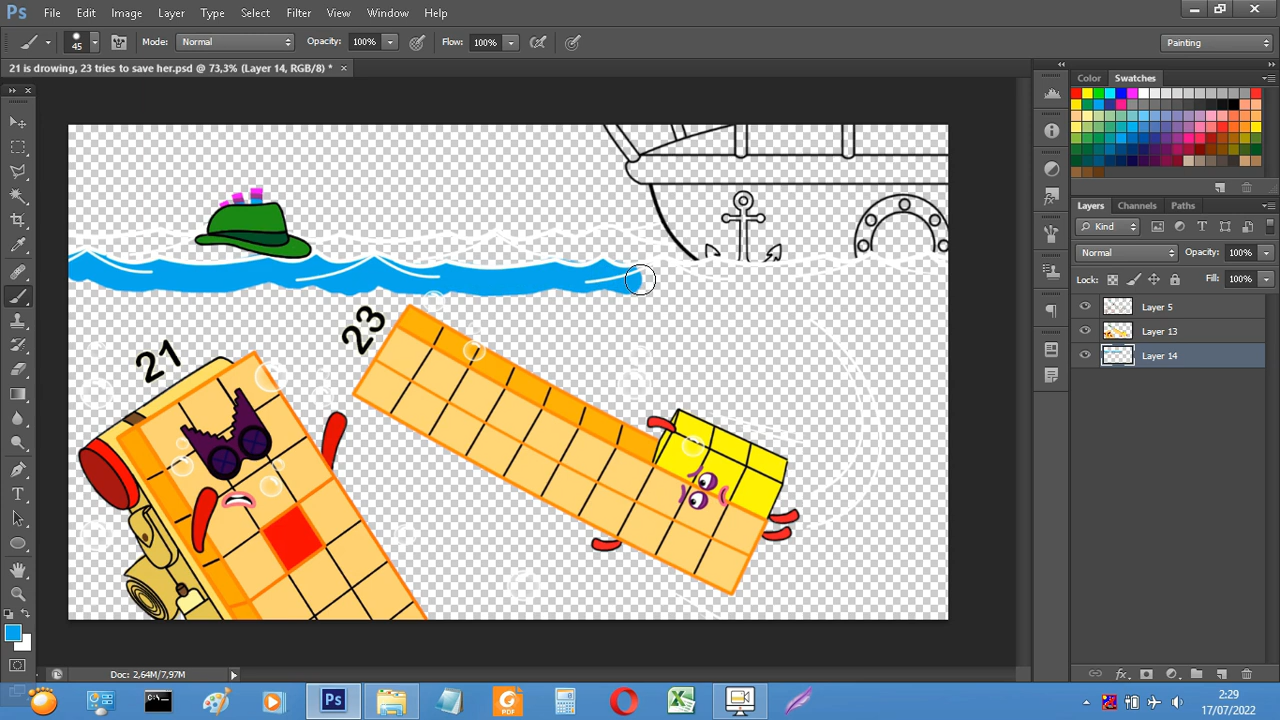 Ps File Edit Image Layer Type Select Filter View Window Help
45 Mode: Normal Opacity: 100% Flow: 100% Painting
21 is drowing, 23 tries to save her.psd @ 73,3% (Layer 14, RGB/8) *
Color Swatches
Layers Channels Paths
Kind
Normal Opacity: 100%
Lock: Fill: 100%
Layer 5
Layer 13
Layer 14
23
21
Doc: 2,64M/7,97M
Ps
PDF
2:29
17/07/2022